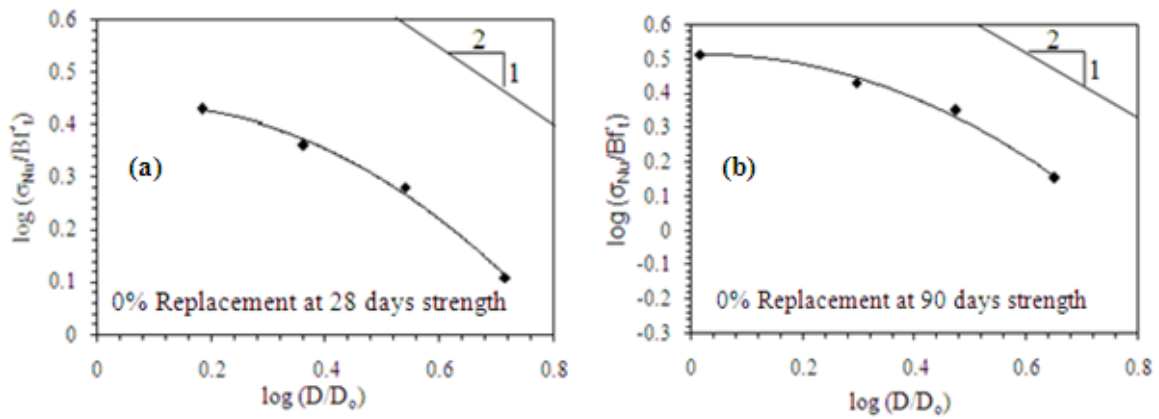 0.6
0.5
0.4
0.3
0.2
0.1
0
log (σNu/Bf't)
(a)
2
1
0% Replacement at 28 days strength
0 0.2 0.4 0.6 0.8
log (D/Do)
0.6
0.5
0.4
0.3
0.2
0.1
0
-0.1
-0.2
-0.3
log (σNu/Bf't)
(b)
2
1
0% Replacement at 90 days strength
0 0.2 0.4 0.6 0.8
log (D/Do)